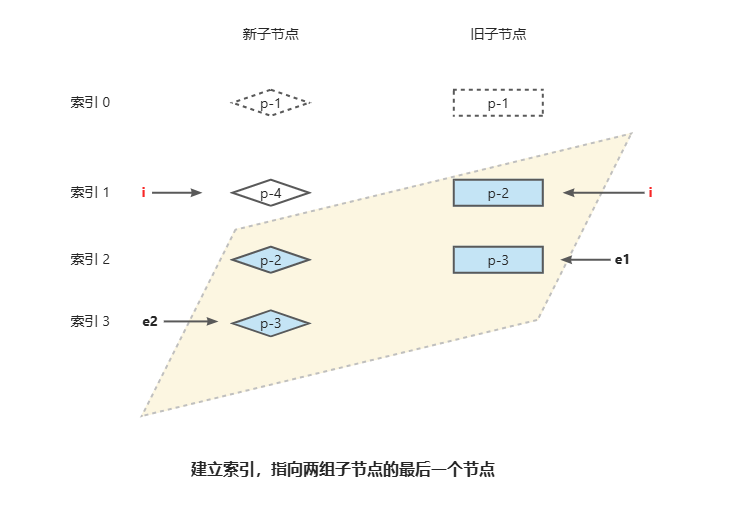 新子节点 旧子节点
索引 0 p-1 p-1
索引 1 i p-4 p-2 i
索引 2 p-2 p-3 e1
索引 3 e2 p-3
建立索引，指向两组子节点的最后一个节点